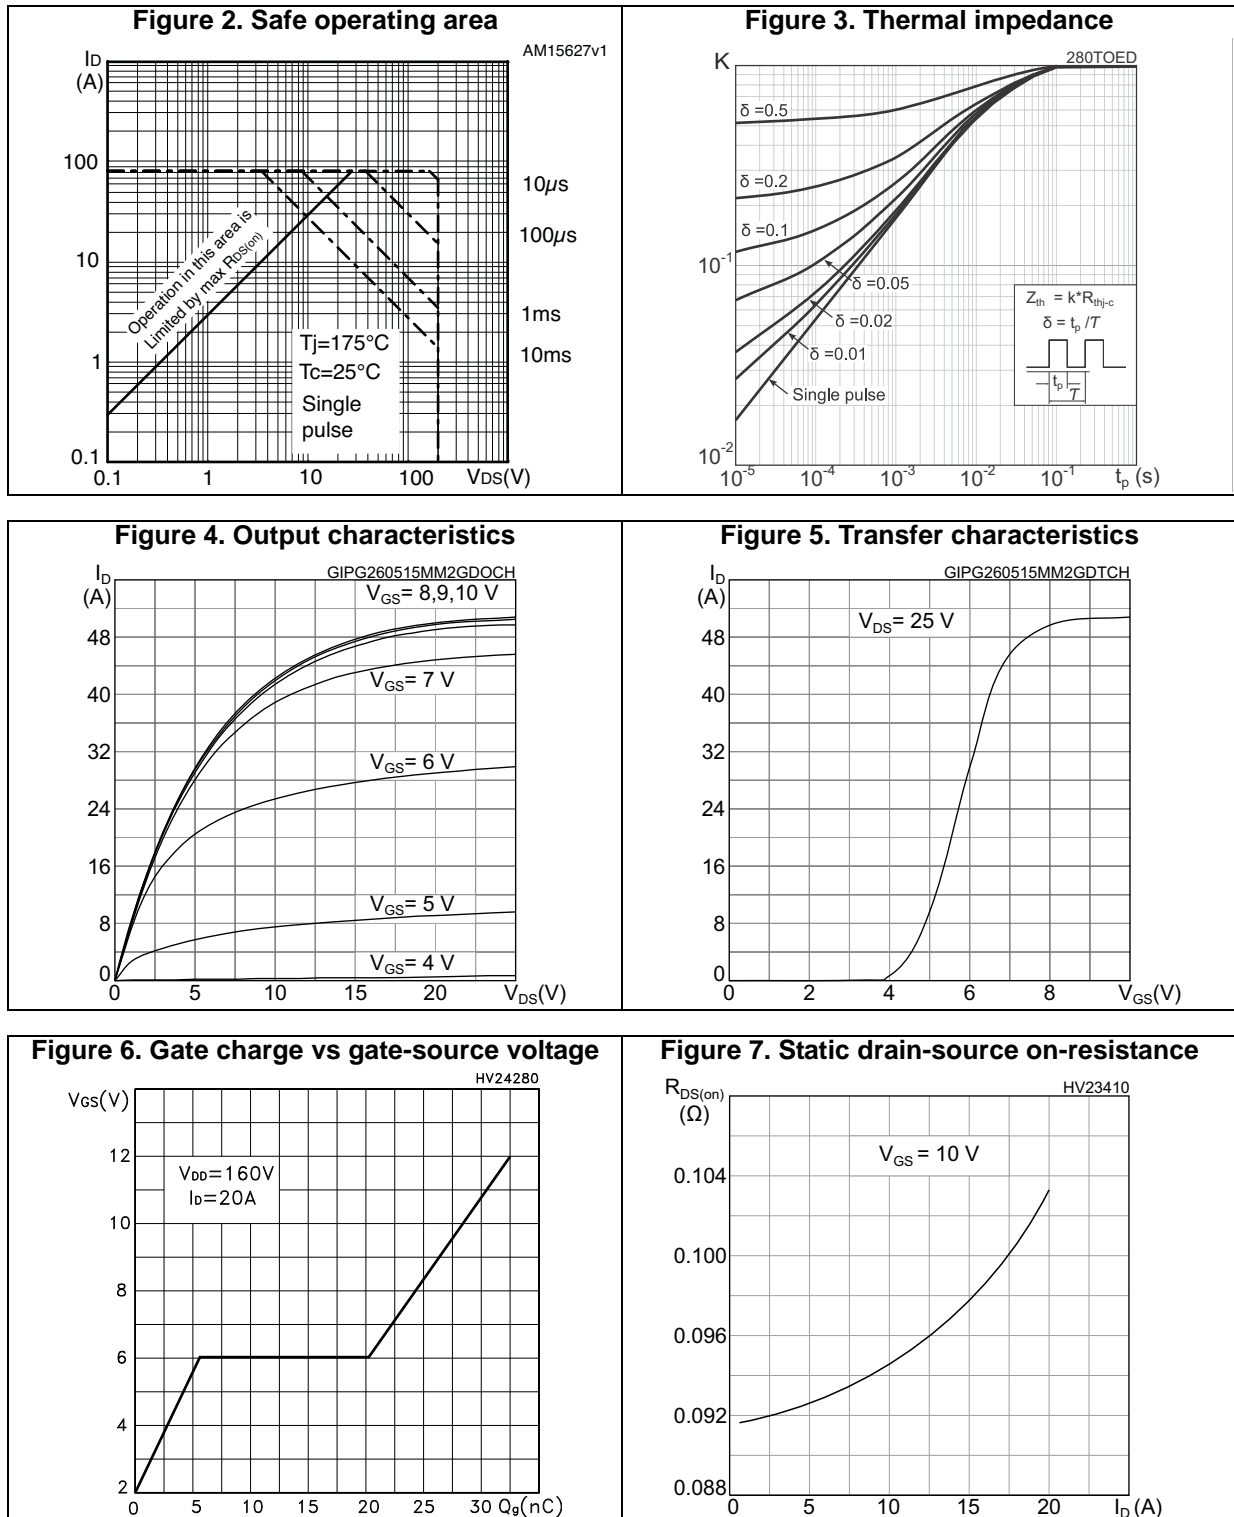 Figure 2. Safe operating area
AM15627v1
ID
(A)
100
10
1
0.1
0.1 1 10 100 VDS(V)
Operation in this area is
Limited by max RDS(on)
Tj=175°C
Tc=25°C
Single
pulse
10µs
100µs
1ms
10ms
Figure 3. Thermal impedance
280TOED
K
10-1
10-2
10-5 10-4 10-3 10-2 10-1 tp (s)
δ =0.5
δ =0.2
δ =0.1
δ =0.05
δ =0.02
δ =0.01
Single pulse
Zth = k*Rthj-c
δ = tp /T
tp
T
Figure 4. Output characteristics
GIPG260515MM2GDOCH
ID
(A)
VGS= 8,9,10 V
48
VGS= 7 V
40
32
VGS= 6 V
24
16
VGS= 5 V
8
VGS= 4 V
0
0 5 10 15 20 VDS(V)
Figure 5. Transfer characteristics
GIPG260515MM2GDTCH
ID
(A)
VDS= 25 V
48
40
32
24
16
8
0
0 2 4 6 8 VGS(V)
Figure 6. Gate charge vs gate-source voltage
HV24280
VGS(V)
12
VDD=160V
ID=20A
10
8
6
4
2
0 5 10 15 20 25 30 Qg(nC)
Figure 7. Static drain-source on-resistance
HV23410
RDS(on)
(Ω)
VGS = 10 V
0.104
0.100
0.096
0.092
0.088
0 5 10 15 20 ID (A)